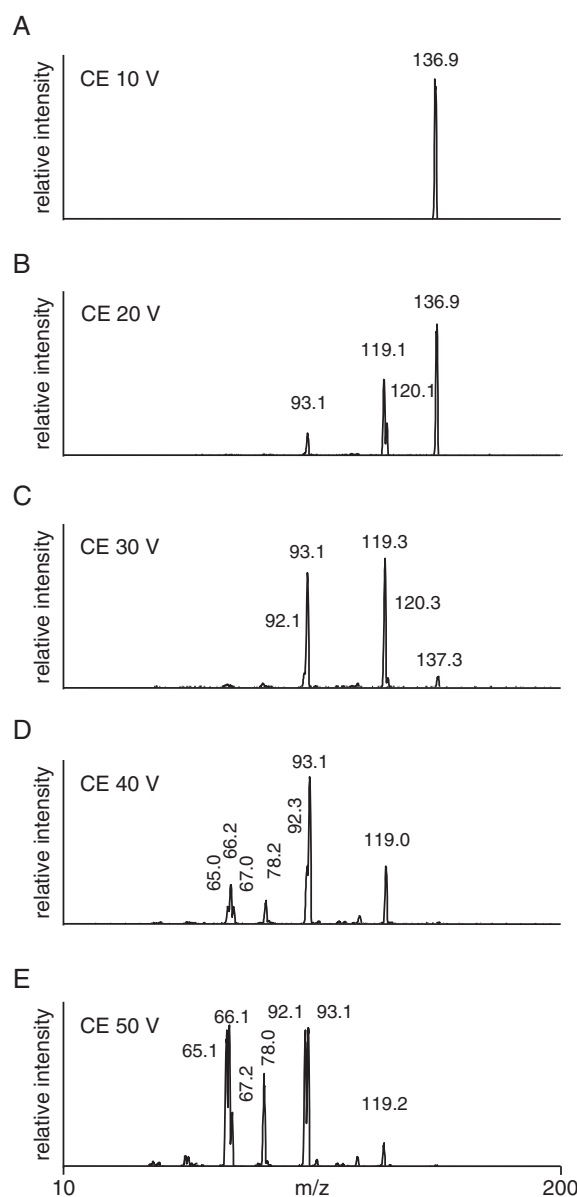 A
relative intensity
CE 10 V
136.9
B
relative intensity
CE 20 V
136.9
119.1
120.1
93.1
C
relative intensity
CE 30 V
93.1
119.3
92.1
120.3
137.3
D
relative intensity
CE 40 V
93.1
92.3
65.0
66.2
67.0
78.2
119.0
E
relative intensity
CE 50 V
66.1
92.1
93.1
65.1
67.2
78.0
119.2
10
m/z
200